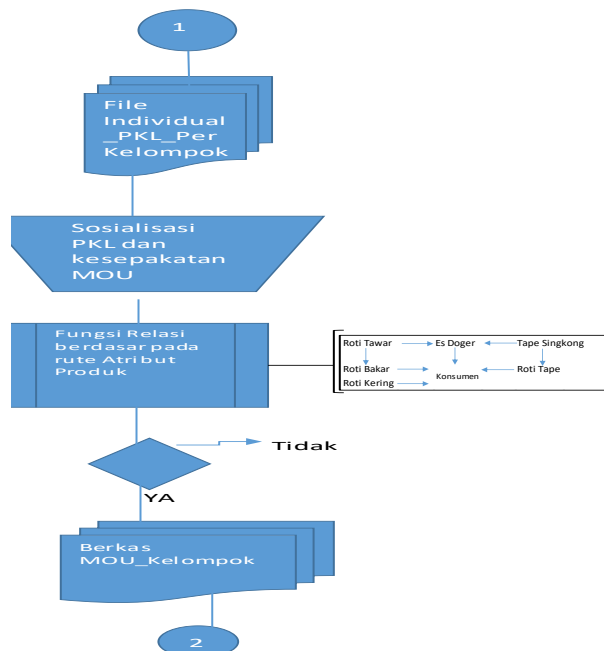 1
File
Individual
_PKL_Per
Kelompok
Sosialisasi
PKL dan
kesepakatan
MOU
Fungsi Relasi
berdasar pada
rute Atribut
Produk
Roti Tawar Es Doger Tape Singkong
Roti Bakar Konsumen Roti Tape
Roti Kering
Tidak
YA
Berkas
MOU_Kelompok
2